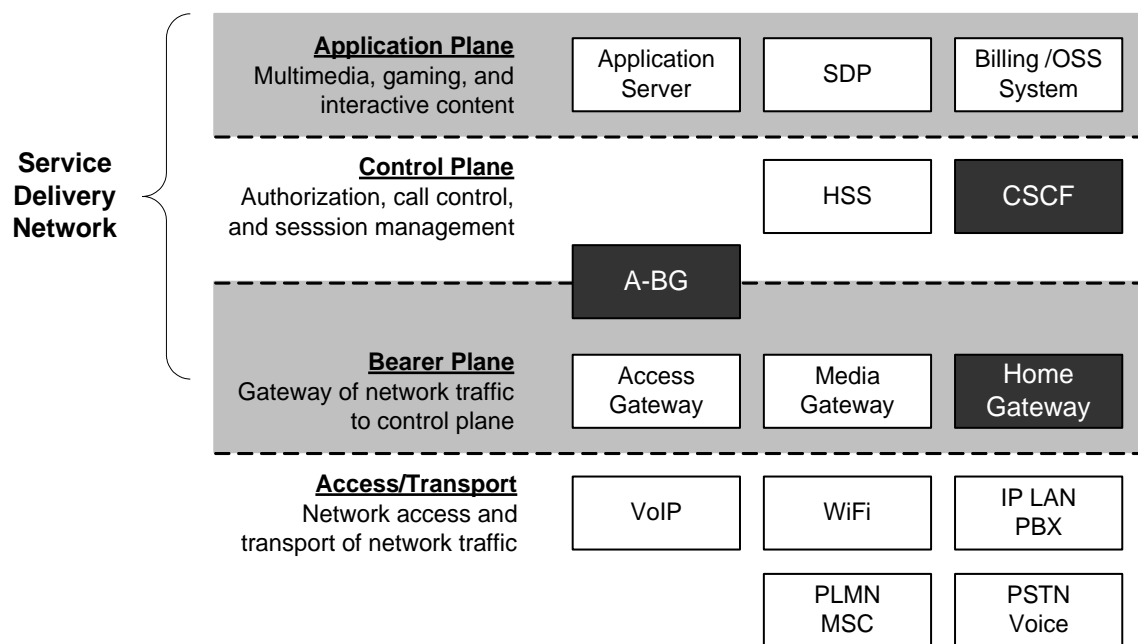 Application Plane
Multimedia, gaming, and
interactive content
Application
Server
SDP
Billing /OSS
System
Service
Delivery
Network
Control Plane
Authorization, call control,
and sesssion management
HSS
CSCF
A-BG
Bearer Plane
Gateway of network traffic
to control plane
Access
Gateway
Media
Gateway
Home
Gateway
Access/Transport
Network access and
transport of network traffic
VoIP
WiFi
IP LAN
PBX
PLMN
MSC
PSTN
Voice